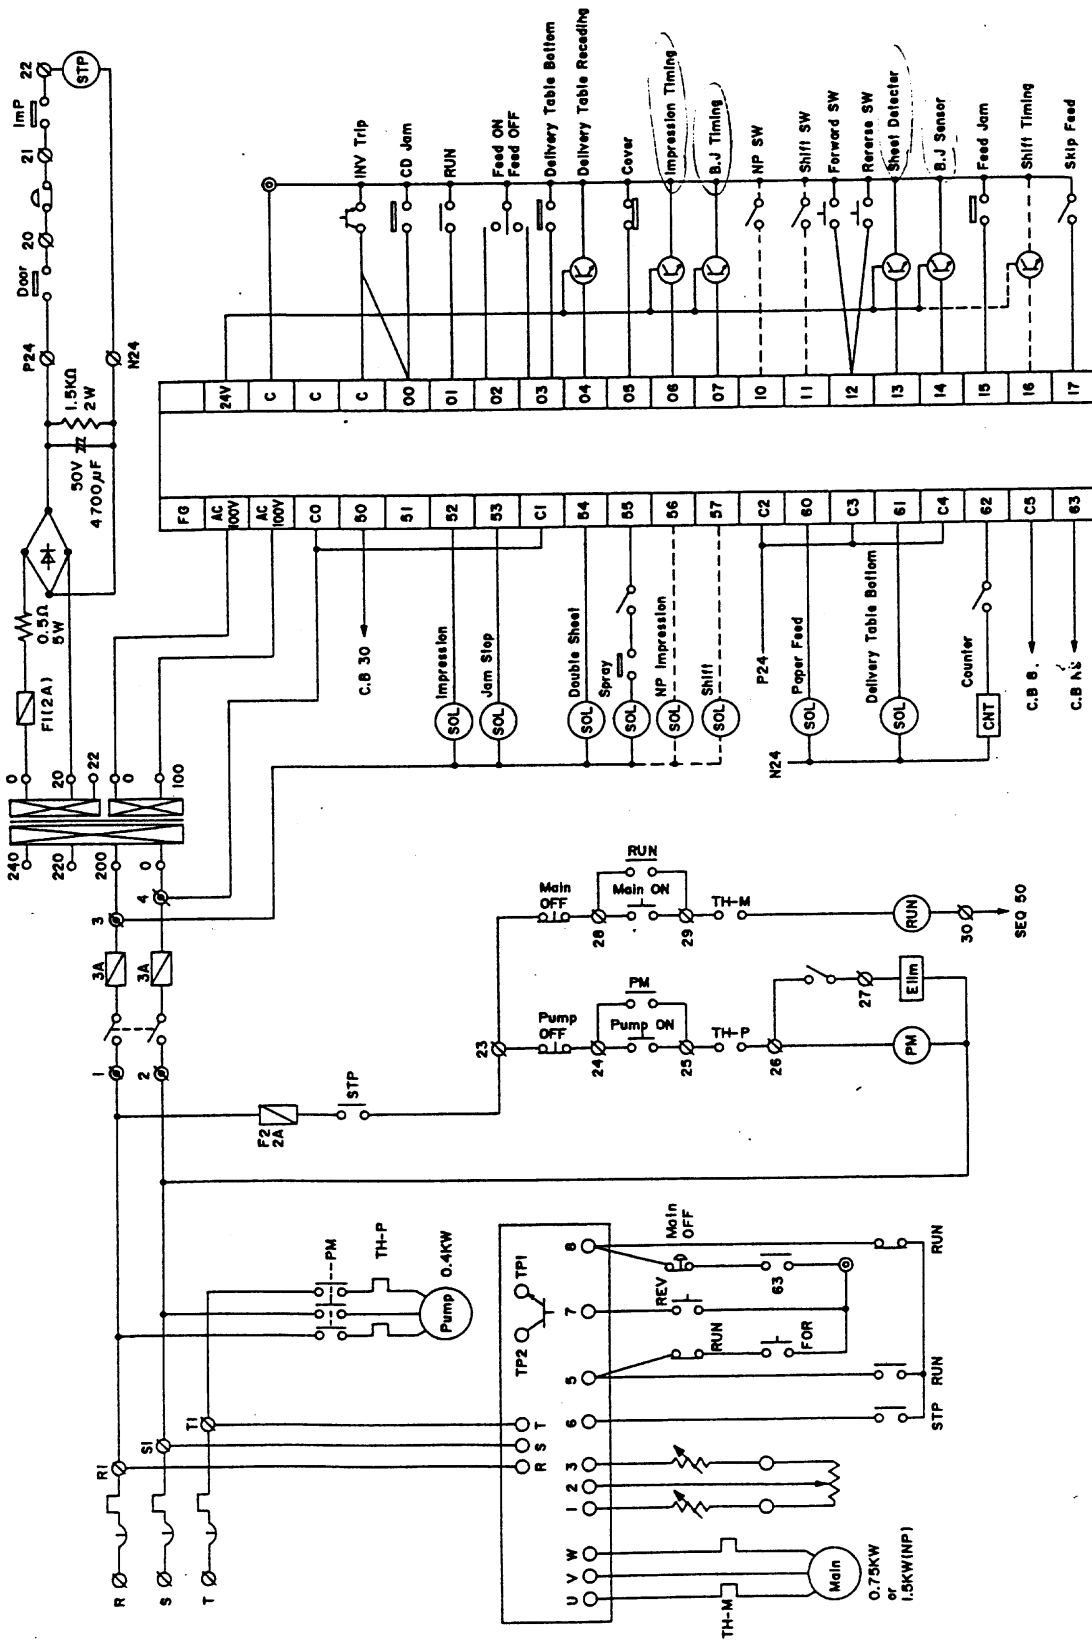 R
S
T
R1
S1
T1
PM
TH-P
Pump
0.4KW
1
2
3A
3A
3
4
240
220
200
0
0
20
22
0
100
F1(2A)
0.5Ω
5W
50V
4700μF
1.5KΩ
2W
P24
N24
Door
20
21
ImP
22
STP
F2
2A
STP
23
Pump
OFF
24
Pump ON
PM
25
TH-P
26
27
PM
Elim
Main
OFF
28
Main ON
RUN
29
TH-M
RUN
30
SEQ 50
TP2
TP1
R
S
T
U
V
W
1
2
3
6
5
7
8
TH-M
Main
0.75KW
or
1.5KW(NP)
STP
RUN
RUN
FOR
REV
63
Main
OFF
RUN
FG
AC
100V
AC
100V
C0
50
51
52
53
C1
54
55
56
57
C2
60
C3
61
C4
62
C5
63
C.B 30
Impression
SOL
Jam Stop
SOL
Double Sheet
SOL
Spray
SOL
NP Impression
SOL
Shift
SOL
P24
N24
Paper Feed
SOL
Delivery Table Bottom
SOL
Counter
CNT
C.B 8
C.B
24V
C
C
C
00
01
02
03
04
05
06
07
10
11
12
13
14
15
16
17
INV Trip
CD Jam
RUN
Feed ON
Feed OFF
Delivery Table Bottom
Delivery Table Receding
Cover
Impression Timing
B.J Timing
NP SW
Shift SW
Forward SW
Rererse SW
Sheet Detecter
B.J Sensor
Feed Jam
Shift Timing
Skip Feed